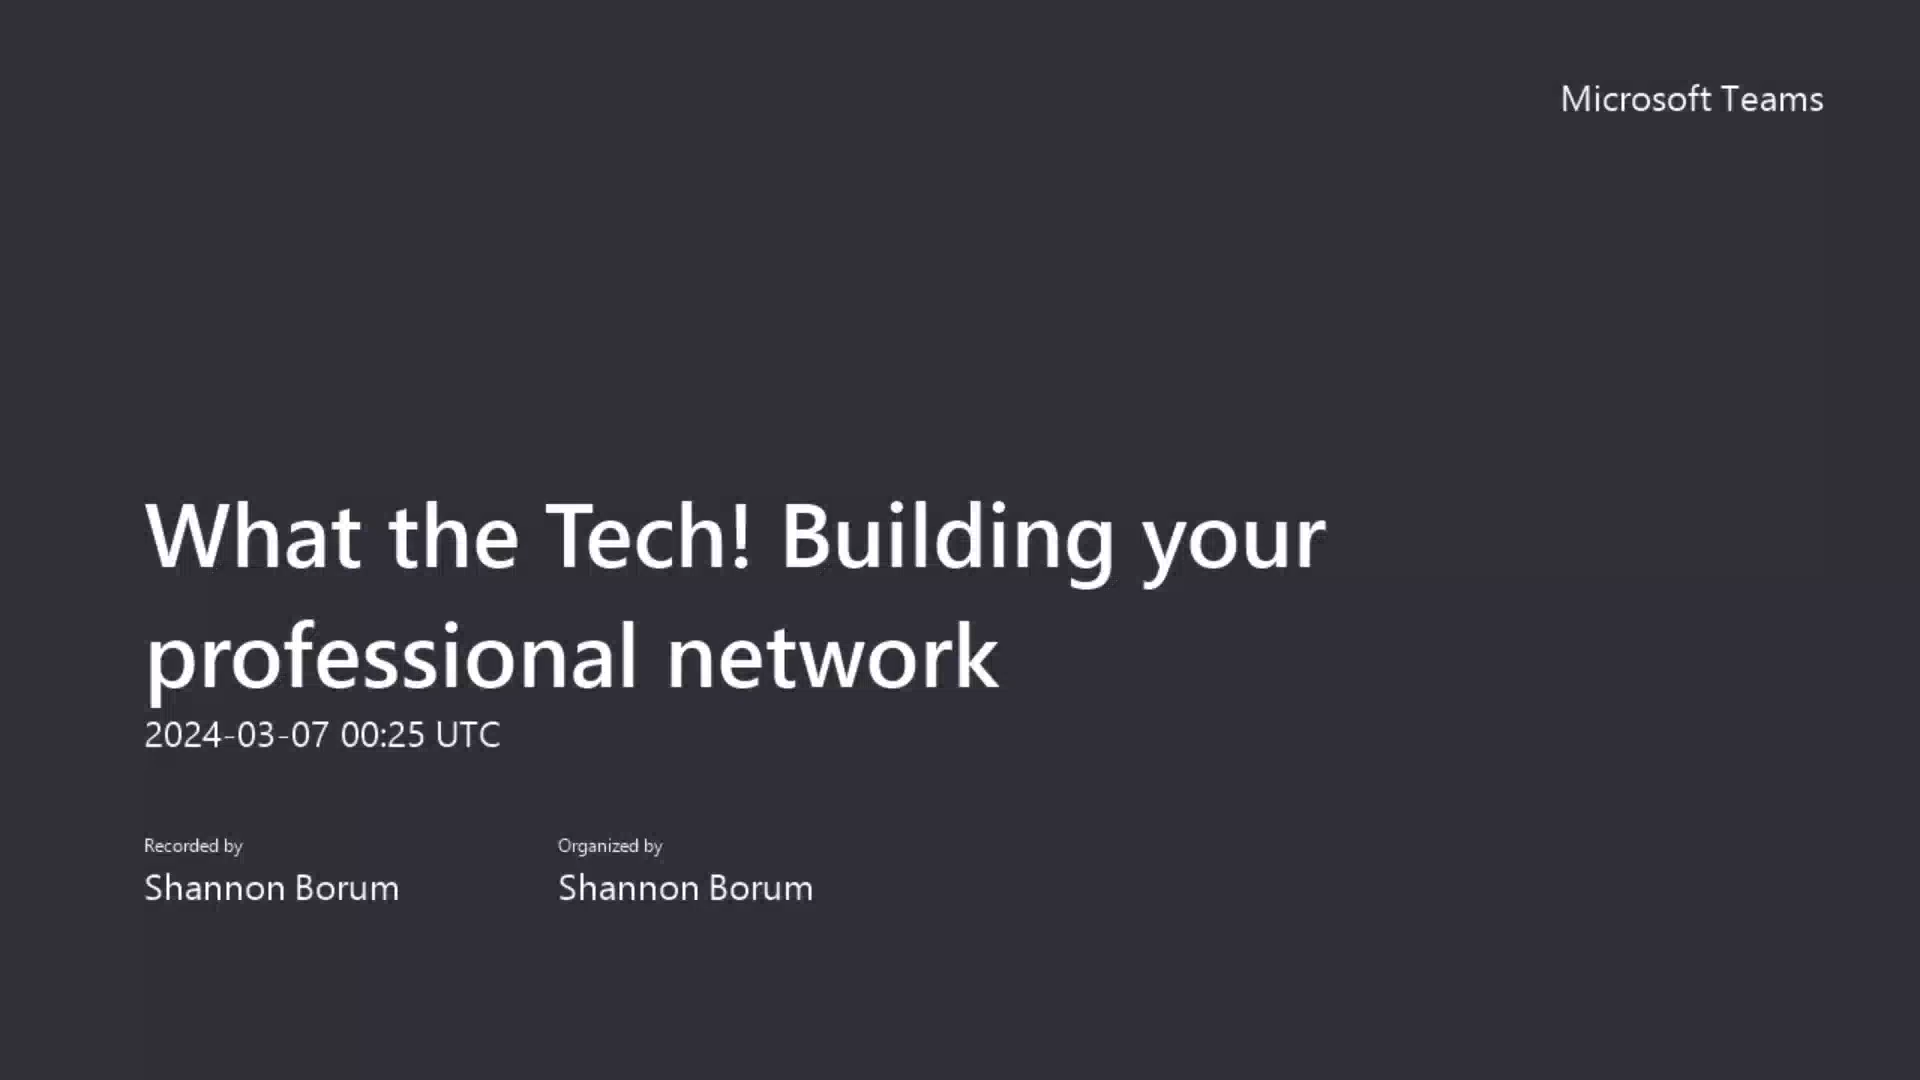 Microsoft Teams
What the Tech! Building your
professional network
2024-03-07 00:25 UTC
Recorded by
Shannon Borum
Organized by
Shannon Borum